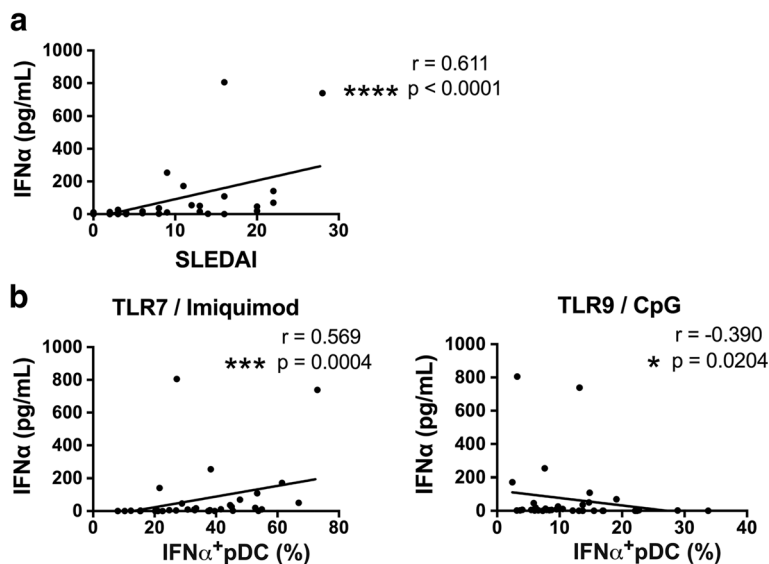 a
1000
800
600
400
200
0
IFNα (pg/mL)
r = 0.611
**** p < 0.0001
0 10 20 30
SLEDAI
b
TLR7 / Imiquimod
1000
800
600
400
200
0
IFNα (pg/mL)
r = 0.569
*** p = 0.0004
0 20 40 60 80
IFNα⁺pDC (%)
TLR9 / CpG
1000
800
600
400
200
0
IFNα (pg/mL)
r = -0.390
* p = 0.0204
0 10 20 30 40
IFNα⁺pDC (%)